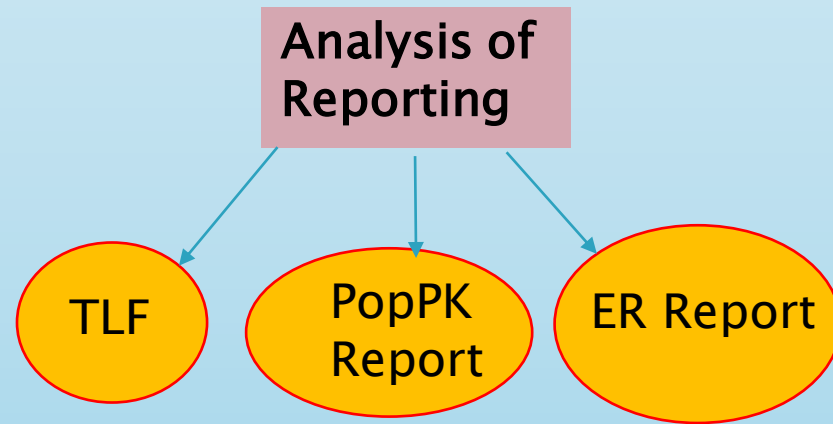 Analysis of
Reporting
TLF
PopPK
Report
ER Report